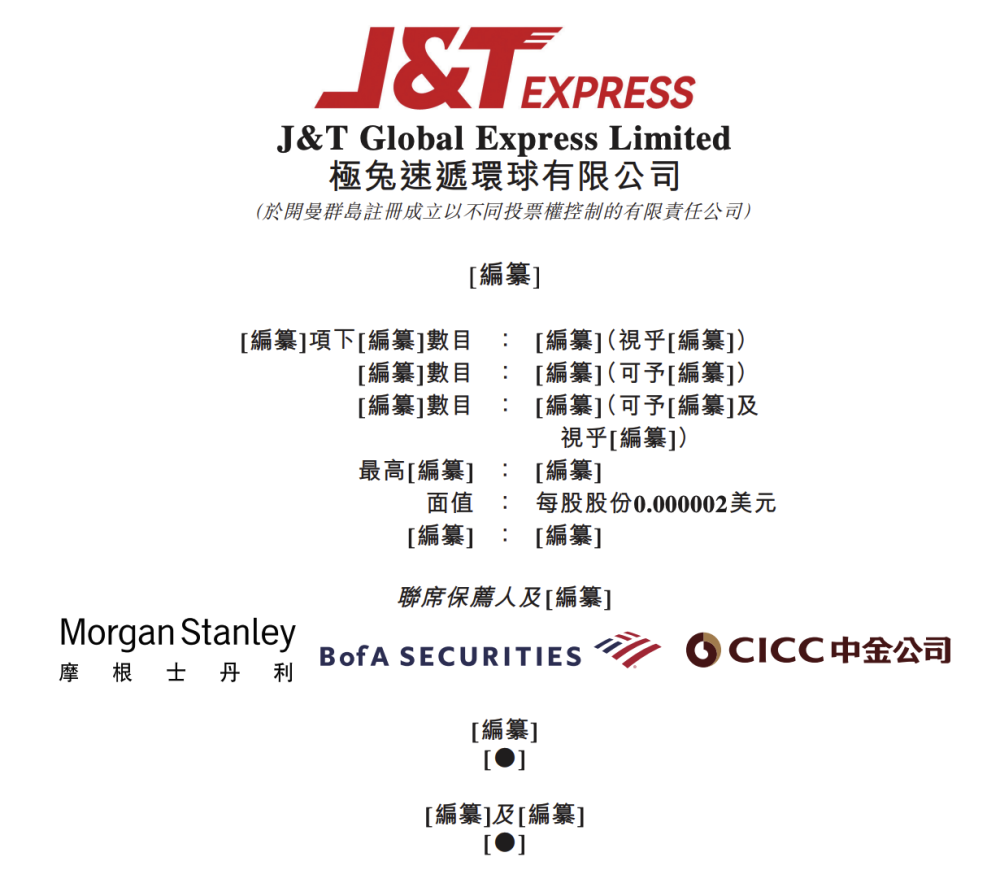 J&T EXPRESS
J&T Global Express Limited
極兔速遞環球有限公司
(於開曼群島註冊成立以不同投票權控制的有限責任公司)
[編纂]
[編纂]項下[編纂]數目 : [編纂](視乎[編纂])
[編纂]數目 : [編纂](可予[編纂])
[編纂]數目 : [編纂](可予[編纂]及
視乎[編纂])
最高[編纂] : [編纂]
面值 : 每股股份0.000002美元
[編纂] : [編纂]
聯席保薦人及[編纂]
Morgan Stanley
摩根士丹利
BofA SECURITIES
CICC中金公司
[編纂]
[●]
[編纂]及[編纂]
[●]